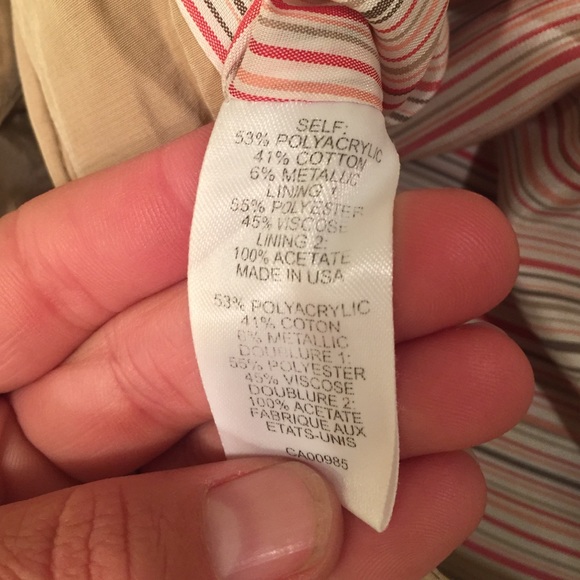 SELF:
53% POLYACRYLIC
41% COTTON
6% METALLIC
LINING 1
55% POLYESTER
45% VISCOSE
LINING 2:
100% ACETATE
MADE IN USA
53% POLYACRYLIC
41% COTON
6% METALLIC
DOUBLURE 1:
55% POLYESTER
45% VISCOSE
DOUBLURE 2:
100% ACETATE
FABRIQUE AUX
ETATS-UNIS
CA00985